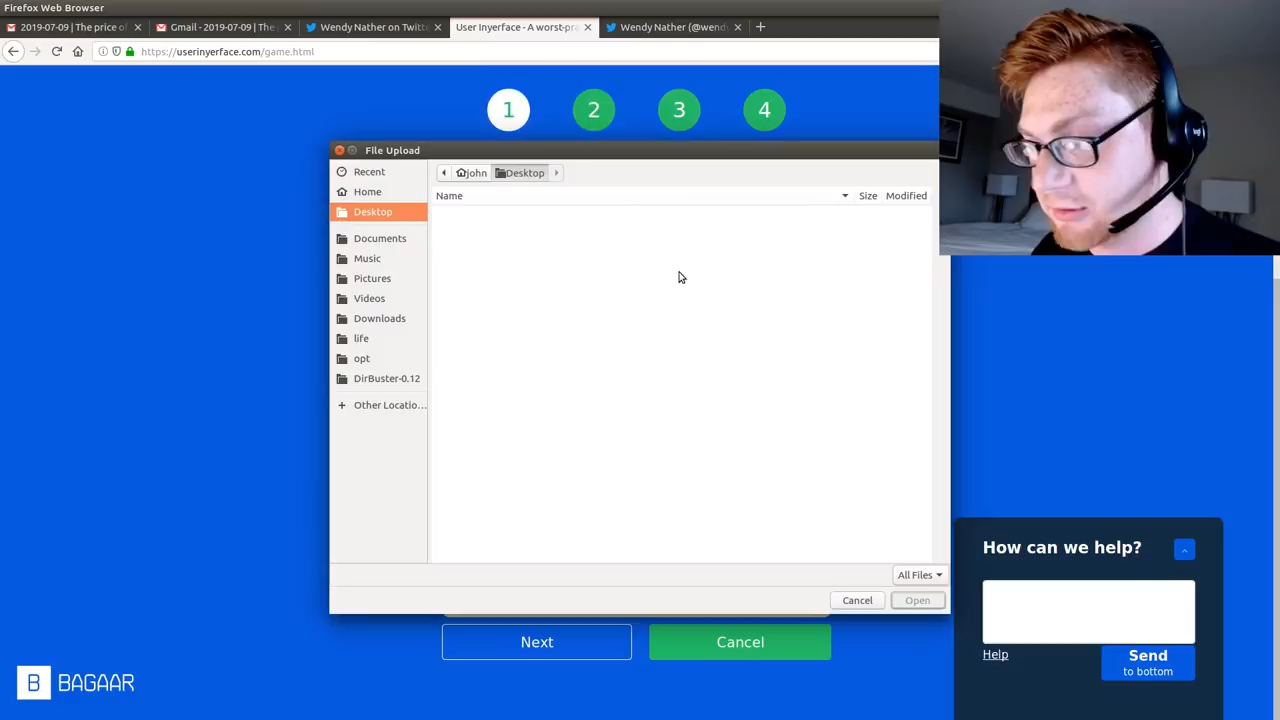 Firefox Web Browser
2019-07-09 | The price of
Gmail - 2019-07-09 | The p
Wendy Nather on Twitte
User Inyerface - A worst-pra
Wendy Nather (@wendy
https://userinyerface.com/game.html
1 2 3 4
File Upload
Recent
Home
Desktop
Documents
Music
Pictures
Videos
Downloads
life
opt
DirBuster-0.12
Other Locatio...
john Desktop
Name Size Modified
All Files
Cancel Open
Next Cancel
How can we help?
Help
Send
to bottom
B BAGAAR